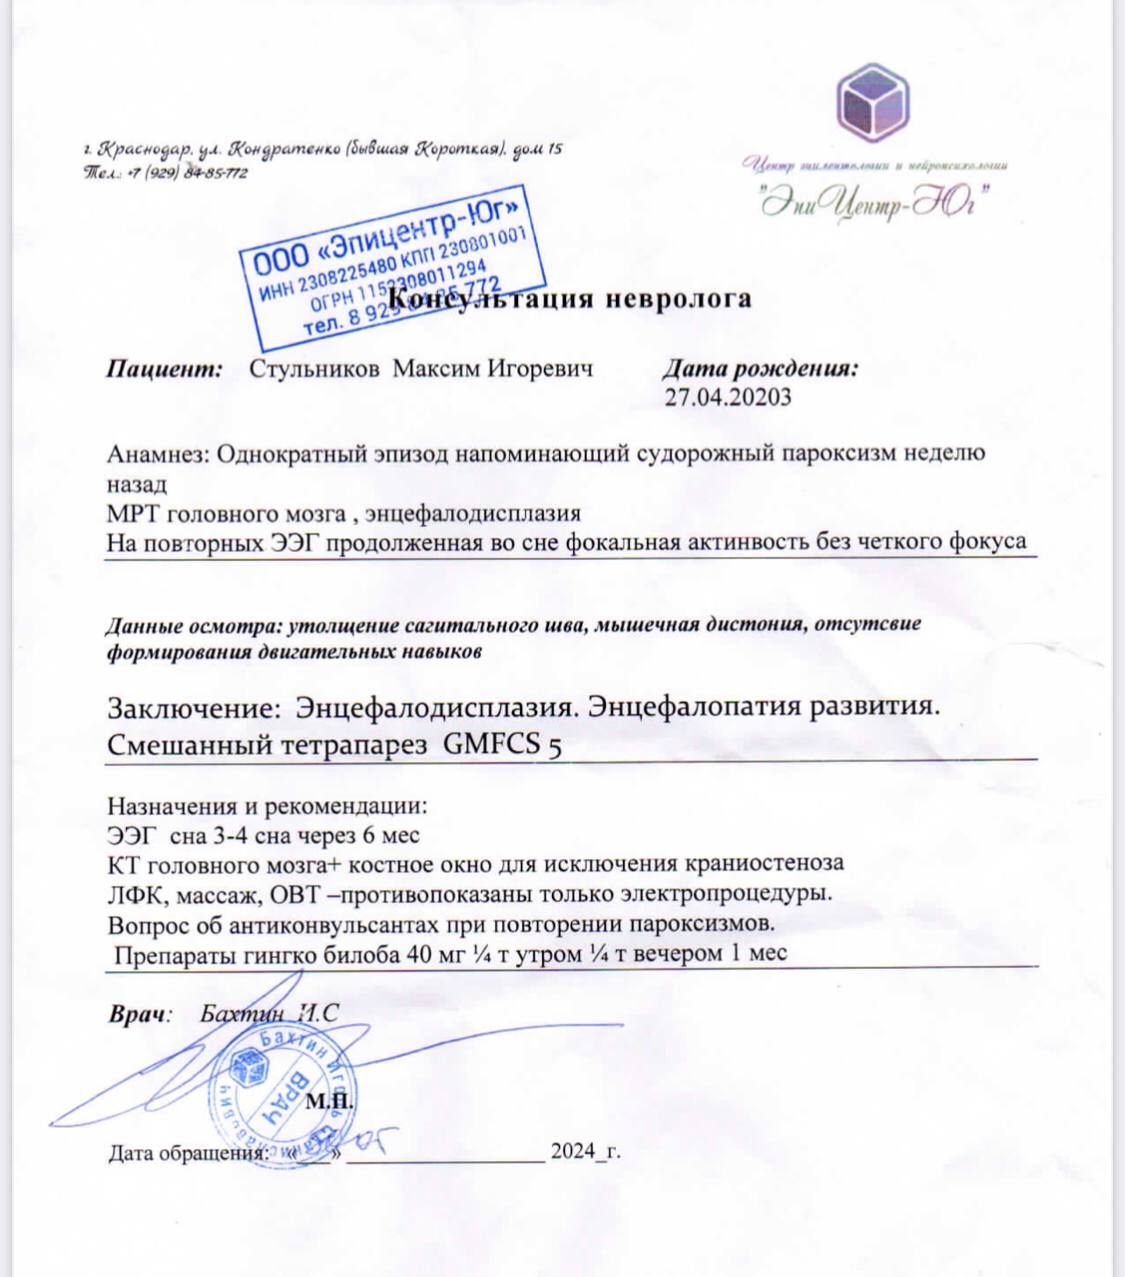 г. Краснодар, ул. Кондратенко (бывшая Короткая), дом 15
Тел.: +7 (929) 84-85-772
Центр эпилептологии и нейропсихологии
"ЭпиЦентр-Юг"
ООО «Эпицентр-Юг»
ИНН 2308225480 КПП 230801001
ОГРН 1152308011294
тел. 8 929 84 85 772
Консультация невролога
Пациент: Стульников Максим Игоревич Дата рождения:
27.04.20203
Анамнез: Однократный эпизод напоминающий судорожный пароксизм неделю
назад
МРТ головного мозга , энцефалодисплазия
На повторных ЭЭГ продолженная во сне фокальная актинвость без четкого фокуса
Данные осмотра: утолщение сагитального шва, мышечная дистония, отсутсвие
формирования двигательных навыков
Заключение: Энцефалодисплазия. Энцефалопатия развития.
Смешанный тетрапарез GMFCS 5
Назначения и рекомендации:
ЭЭГ сна 3-4 сна через 6 мес
КТ головного мозга+ костное окно для исключения краниостеноза
ЛФК, массаж, ОВТ –противопоказаны только электропроцедуры.
Вопрос об антиконвульсантах при повторении пароксизмов.
Препараты гингко билоба 40 мг ¼ т утром ¼ т вечером 1 мес
Врач: Бахтин И.С
Бахтин Игорь Станиславович
ВРАЧ
М.П.
Дата обращения: «___» __________________ 2024_г.